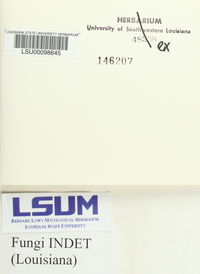 LOUISIANA STATE UNIVERSITY HERBARIUM
LSU00098645
HERBARIUM
University of Southwestern Louisiana
ex
146207
LSUM
BERNARD LOWY MYCOLOGICAL HERBARIUM
LOUISIANA STATE UNIVERSITY
Fungi INDET
(Louisiana)